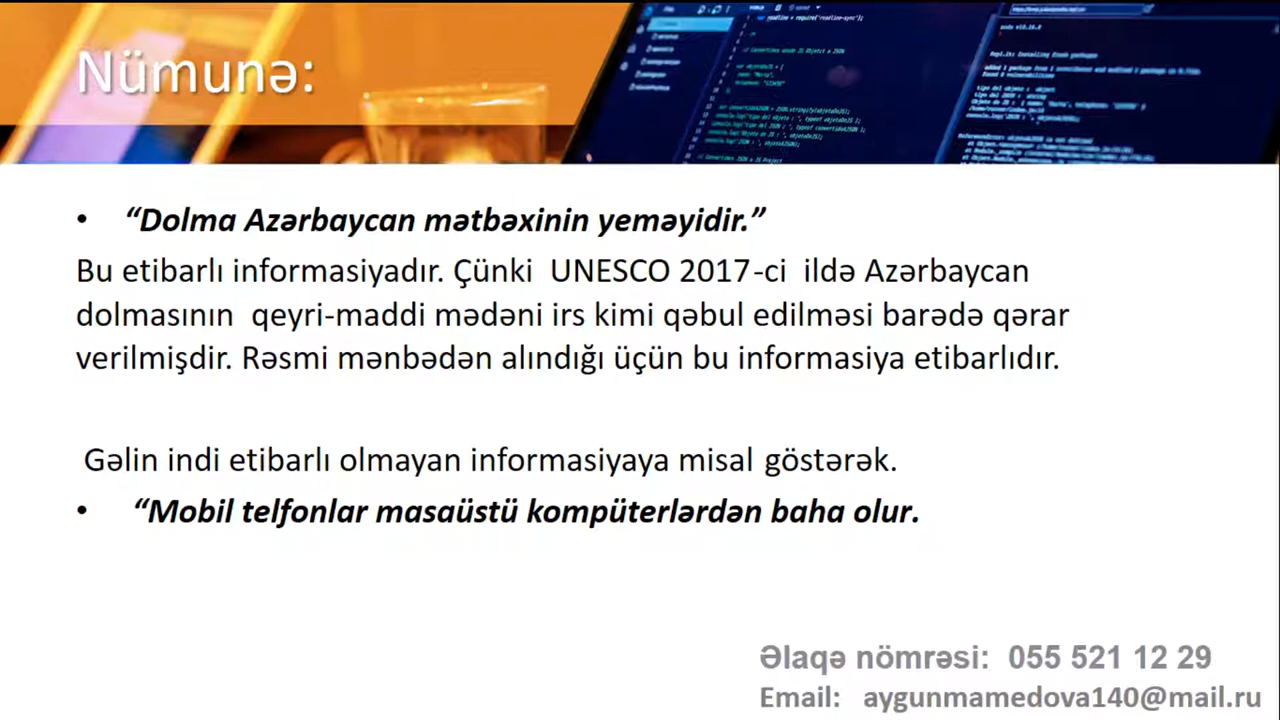 Nümunə:
• “Dolma Azərbaycan mətbəxinin yeməyidir.”
Bu etibarlı informasiyadır. Çünki UNESCO 2017-ci ildə Azərbaycan
dolmasının qeyri-maddi mədəni irs kimi qəbul edilməsi barədə qərar
verilmişdir. Rəsmi mənbədən alındığı üçün bu informasiya etibarlıdır.
Gəlin indi etibarlı olmayan informasiyaya misal göstərək.
• “Mobil telfonlar masaüstü kompüterlərdən baha olur.
Əlaqə nömrəsi: 055 521 12 29
Email: aygunmamedova140@mail.ru